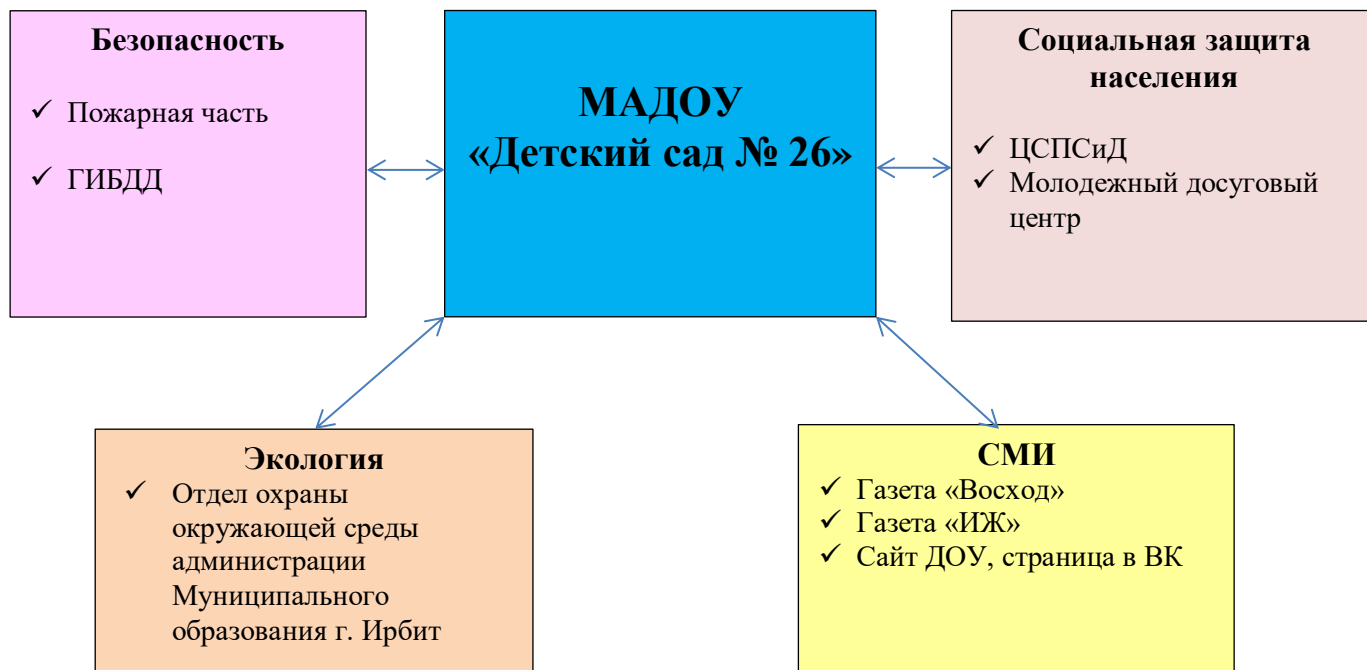 Безопасность
✓ Пожарная часть
✓ ГИБДД
МАДОУ
«Детский сад № 26»
Социальная защита
населения
✓ ЦСПСиД
✓ Молодежный досуговый
центр
Экология
✓ Отдел охраны
окружающей среды
администрации
Муниципального
образования г. Ирбит
СМИ
✓ Газета «Восход»
✓ Газета «ИЖ»
✓ Сайт ДОУ, страница в ВК